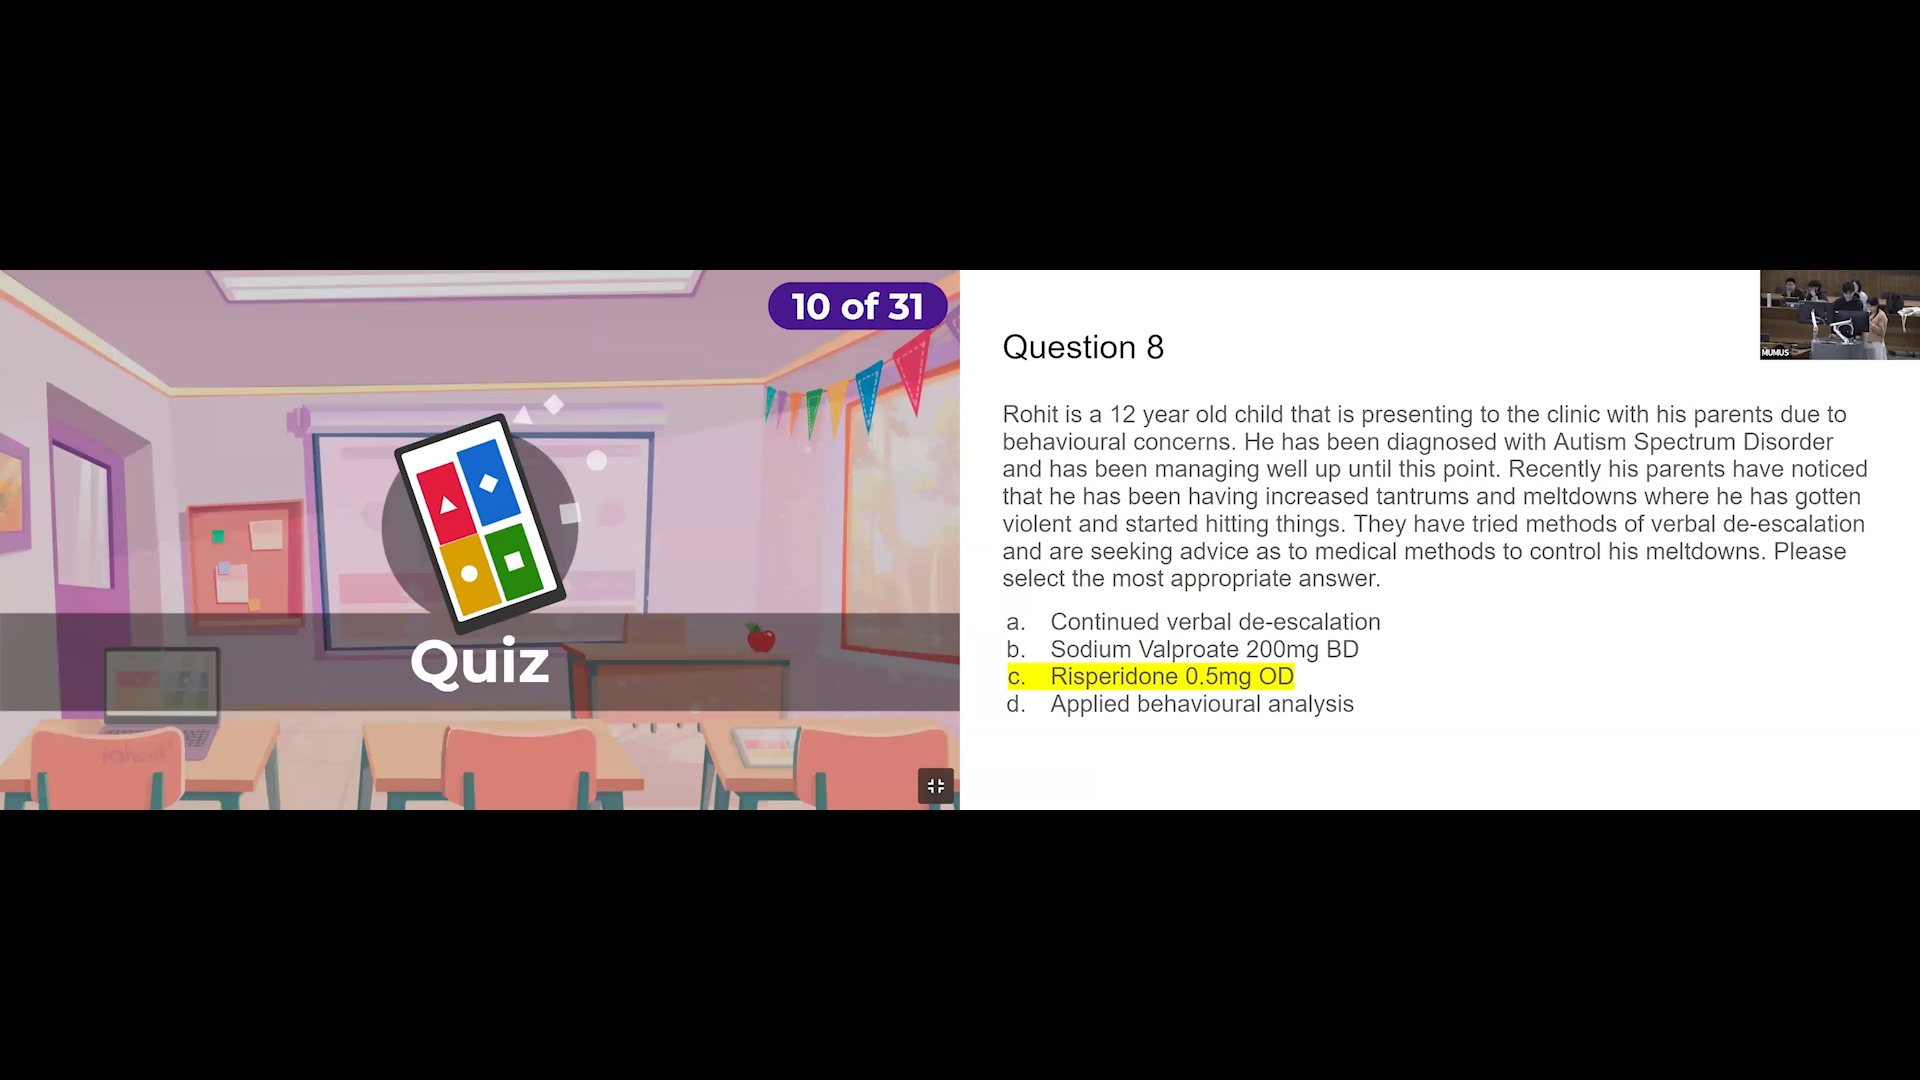 10 of 31
Quiz
Question 8
Rohit is a 12 year old child that is presenting to the clinic with his parents due to
behavioural concerns. He has been diagnosed with Autism Spectrum Disorder
and has been managing well up until this point. Recently his parents have noticed
that he has been having increased tantrums and meltdowns where he has gotten
violent and started hitting things. They have tried methods of verbal de-escalation
and are seeking advice as to medical methods to control his meltdowns. Please
select the most appropriate answer.
a. Continued verbal de-escalation
b. Sodium Valproate 200mg BD
c. Risperidone 0.5mg OD
d. Applied behavioural analysis
MUMUS